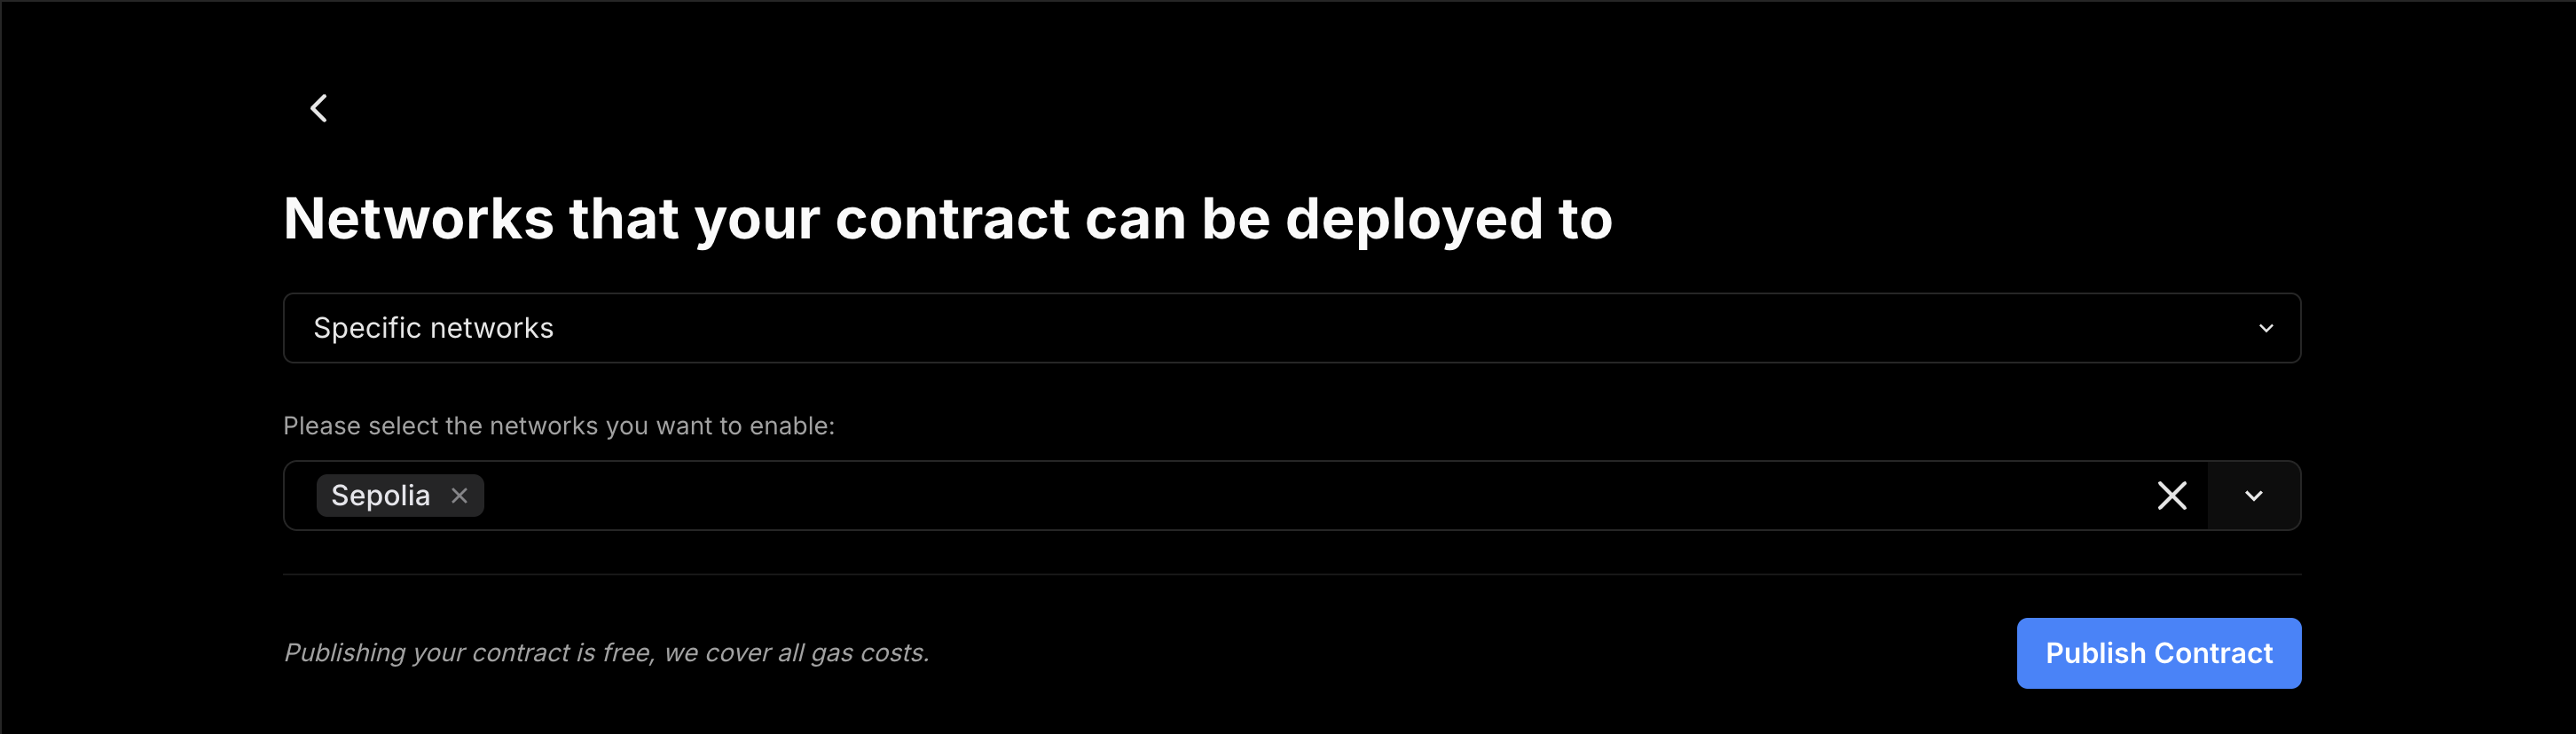 Networks that your contract can be deployed to
Specific networks
Please select the networks you want to enable:
Sepolia
Publishing your contract is free, we cover all gas costs.
Publish Contract